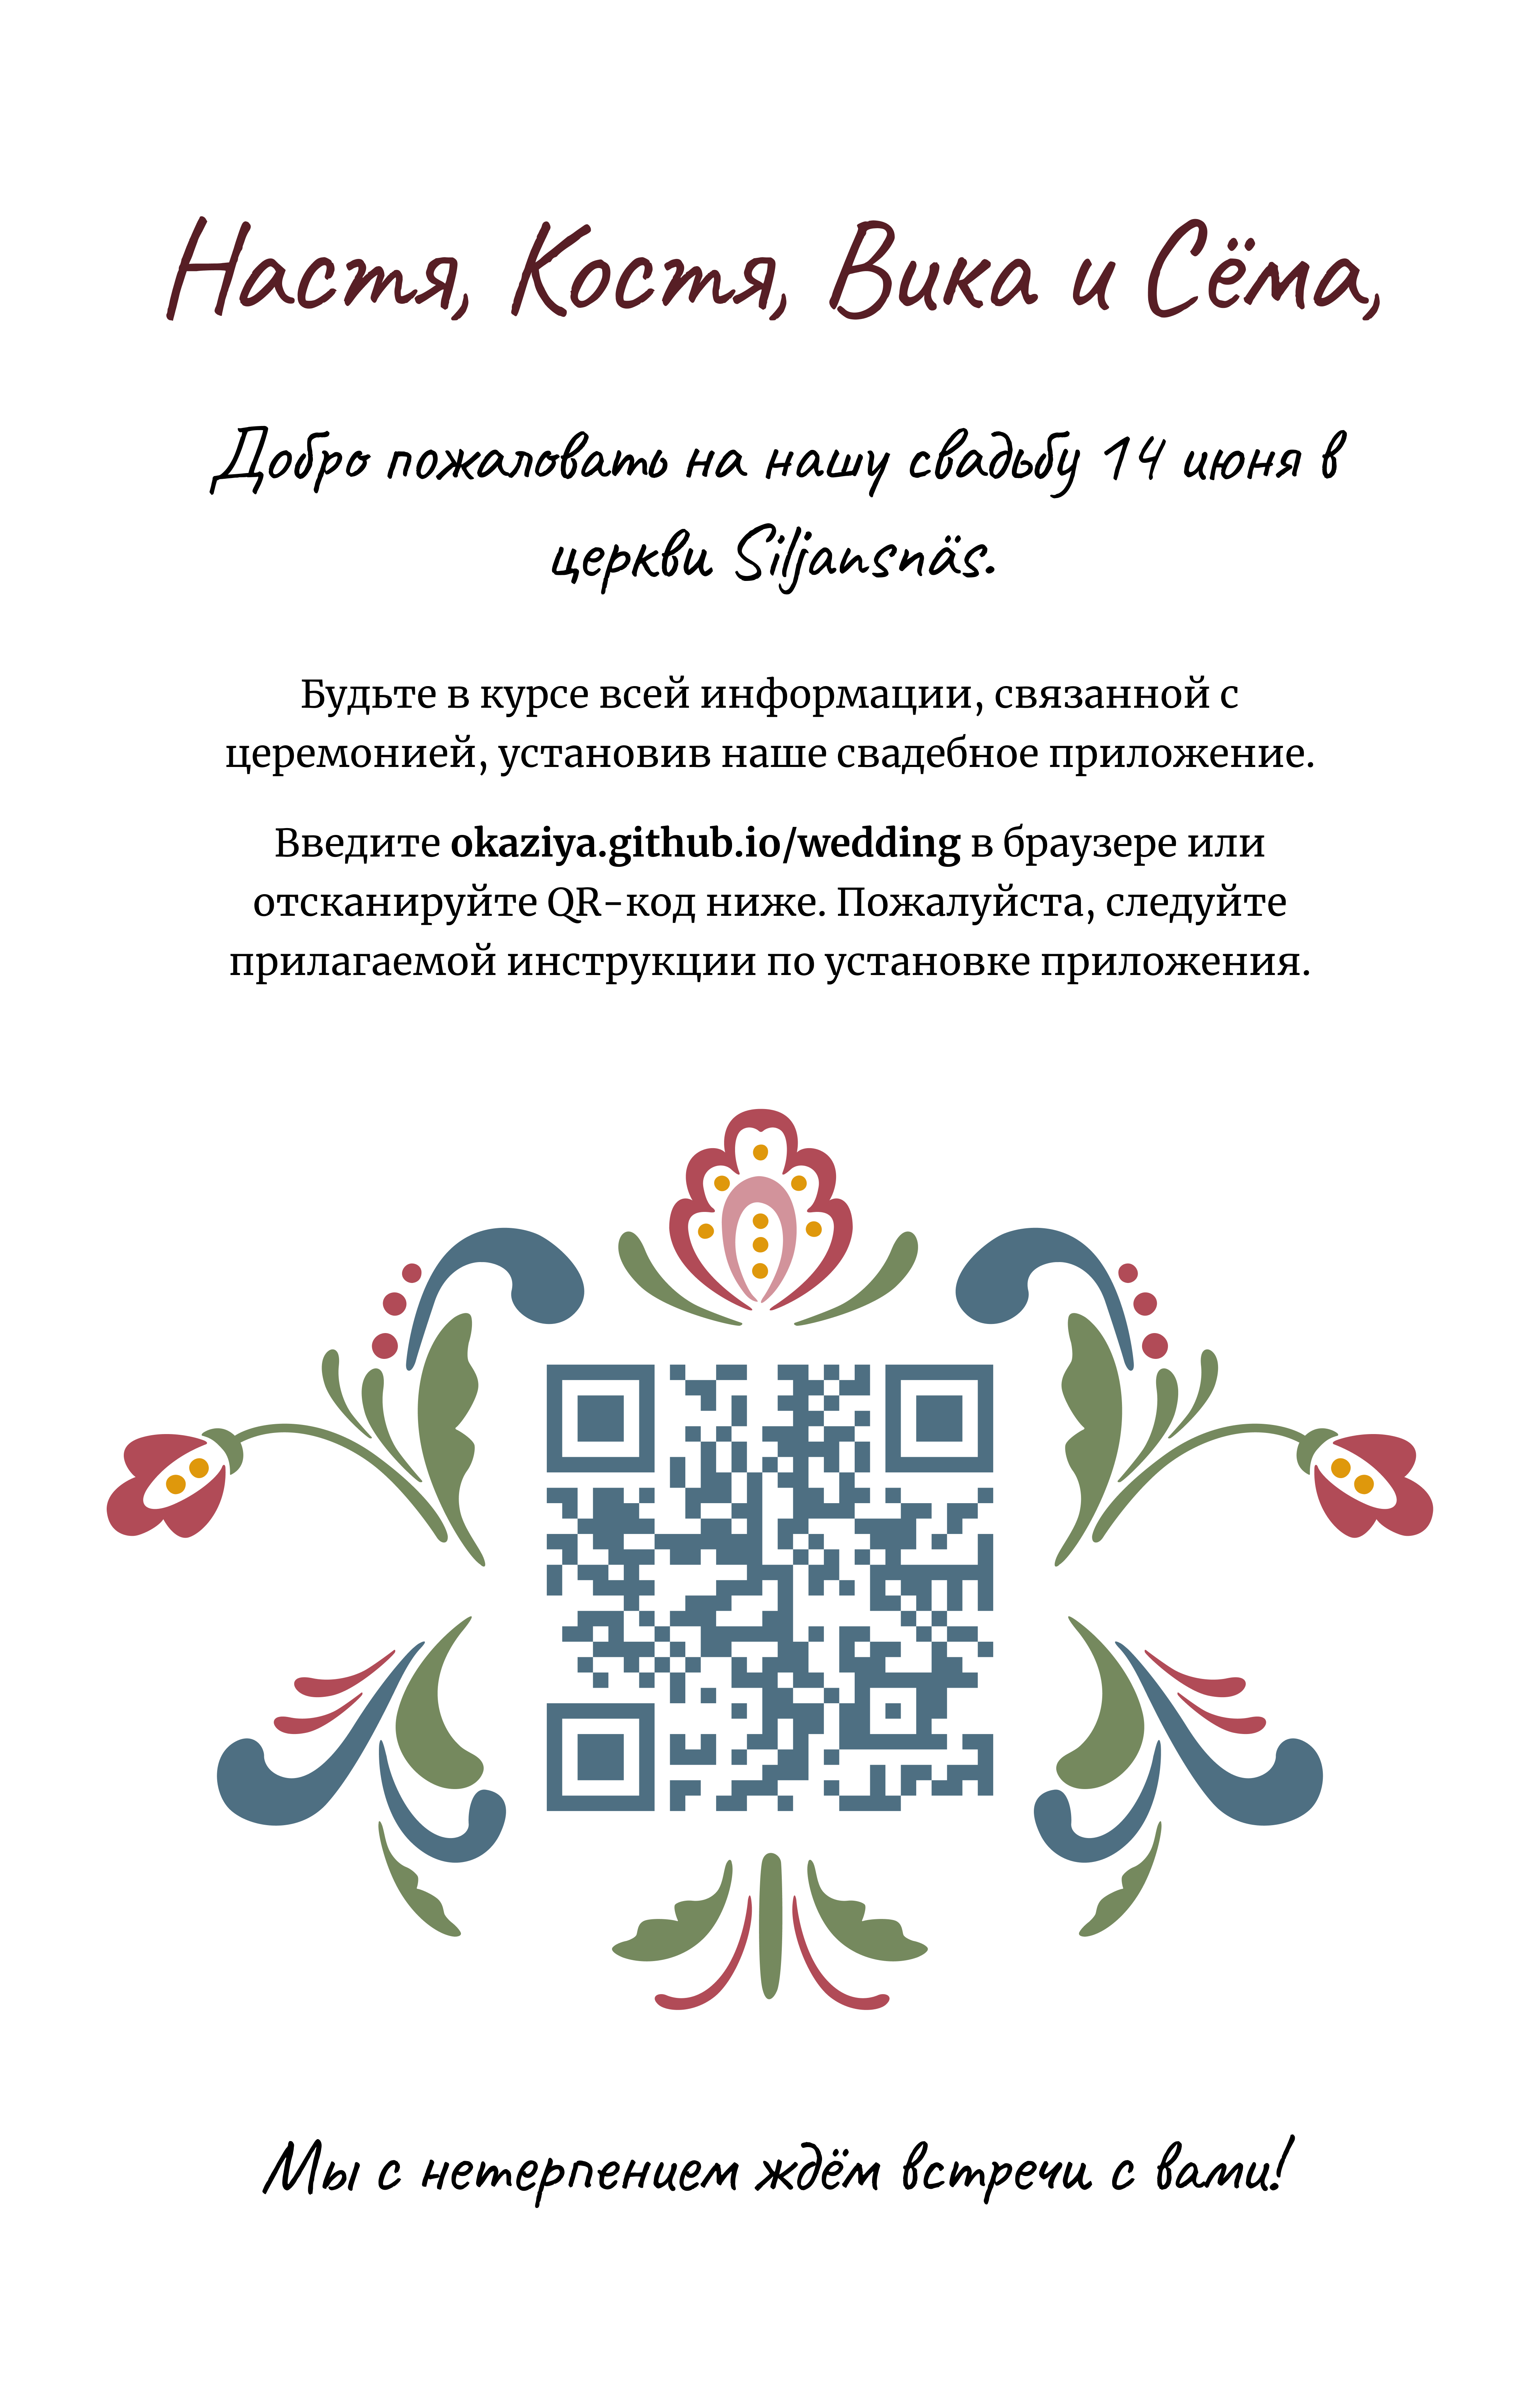 Настя, Костя, Вика и Сёма,
Добро пожаловать на нашу свадьбу 14 июня в
церкви Siljansnäs.
Будьте в курсе всей информации, связанной с
церемонией, установив наше свадебное приложение.
Введите okaziya.github.io/wedding в браузере или
отсканируйте QR-код ниже. Пожалуйста, следуйте
прилагаемой инструкции по установке приложения.
Мы с нетерпением ждём встречи с вами!